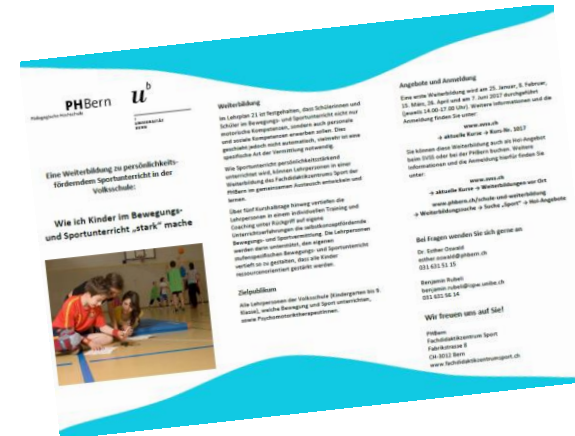 PHBern
Pädagogische Hochschule
u
b
UNIVERSITÄT
BERN
Eine Weiterbildung zu persönlichkeits-
förderndem Sportunterricht in der
Volksschule:
Wie ich Kinder im Bewegungs-
und Sportunterricht „stark“ mache
Weiterbildung
Im Lehrplan 21 ist festgehalten, dass Schülerinnen und
Schüler im Bewegungs- und Sportunterricht nicht nur
motorische Kompetenzen, sondern auch personale
und soziale Kompetenzen erwerben sollen. Dies
geschieht jedoch nicht automatisch, vielmehr ist eine
spezifische Art der Vermittlung notwendig.
Wie Sportunterricht persönlichkeitsstärkend
unterrichtet wird, können Lehrpersonen in einer
Weiterbildung des Fachdidaktikzentrums Sport der
PHBern im gemeinsamen Austausch entwickeln und
lernen.
Über fünf Kurshalbtage hinweg vertiefen die
Lehrpersonen in einem individuellen Training und
Coaching unter Rückgriff auf eigene
Unterrichtserfahrungen die selbstkonzeptfördernde
Bewegungs- und Sportvermittlung. Die Lehrpersonen
werden darin unterstützt, den eigenen
stufenspezifischen Bewegungs- und Sportunterricht
vertieft so zu gestalten, dass alle Kinder
ressourcenorientiert gestärkt werden.
Zielpublikum
Alle Lehrpersonen der Volksschule (Kindergarten bis 9.
Klasse), welche Bewegung und Sport unterrichten,
sowie Psychomotoriktherapeutinnen.
Angebote und Anmeldung
Eine erste Weiterbildung wird am 25. Januar, 8. Februar,
15. März, 26. April und am 7. Juni 2017 durchgeführt
(jeweils 14.00-17.00 Uhr). Weitere Informationen und die
Anmeldung finden Sie unter:
www.svss.ch
→ aktuelle Kurse → Kurs Nr. 1017
Sie können diese Weiterbildung auch als Hol-Angebot
beim SVSS oder bei der PHBern buchen. Weitere
Informationen und die Anmeldung hierfür finden Sie
unter:
www.svss.ch
→ aktuelle Kurse → Weiterbildungen vor Ort
www.phbern.ch/schule-und-weiterbildung
→ Weiterbildungssuche → Suche „Sport“ → Hol-Angebote
Bei Fragen wenden Sie sich gerne an
Dr. Esther Oswald
esther.oswald@phbern.ch
031 631 51 15
Benjamin Rubeli
benjamin.rubeli@ispw.unibe.ch
031 631 56 14
Wir freuen uns auf Sie!
PHBern
Fachdidaktikzentrum Sport
Fabrikstrasse 8
CH-3012 Bern
www.fachdidaktikzentrumsport.ch